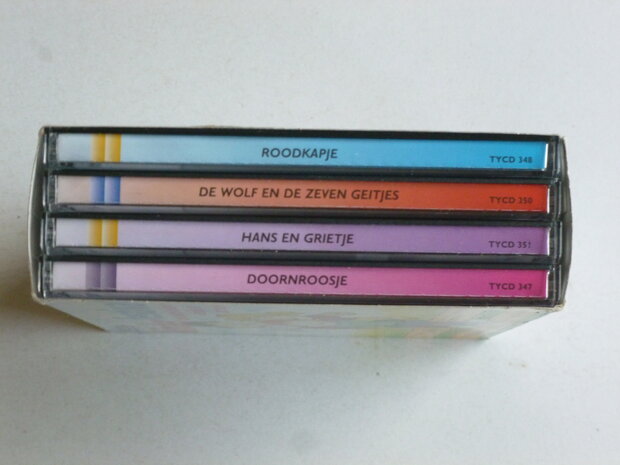 ROODKAPJE TYCD 348
DE WOLF EN DE ZEVEN GEITJES TYCD 350
HANS EN GRIETJE TYCD 351
DOORNROOSJE TYCD 347